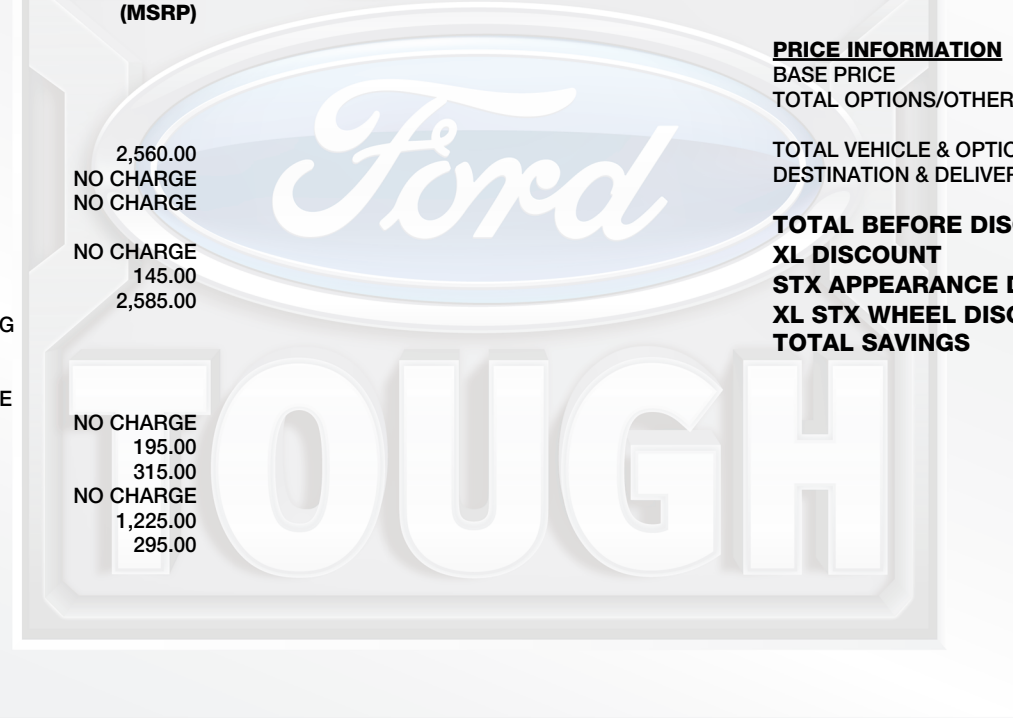 (MSRP)
2,560.00
NO CHARGE
NO CHARGE
NO CHARGE
145.00
2,585.00
G
E
NO CHARGE
195.00
315.00
NO CHARGE
1,225.00
295.00
Ford
TOUGH
PRICE INFORMATION
BASE PRICE
TOTAL OPTIONS/OTHER
TOTAL VEHICLE & OPTIO
DESTINATION & DELIVER
TOTAL BEFORE DIS
XL DISCOUNT
STX APPEARANCE D
XL STX WHEEL DISC
TOTAL SAVINGS